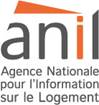 anil
Agence Nationale
pour l'Information
sur le Logement